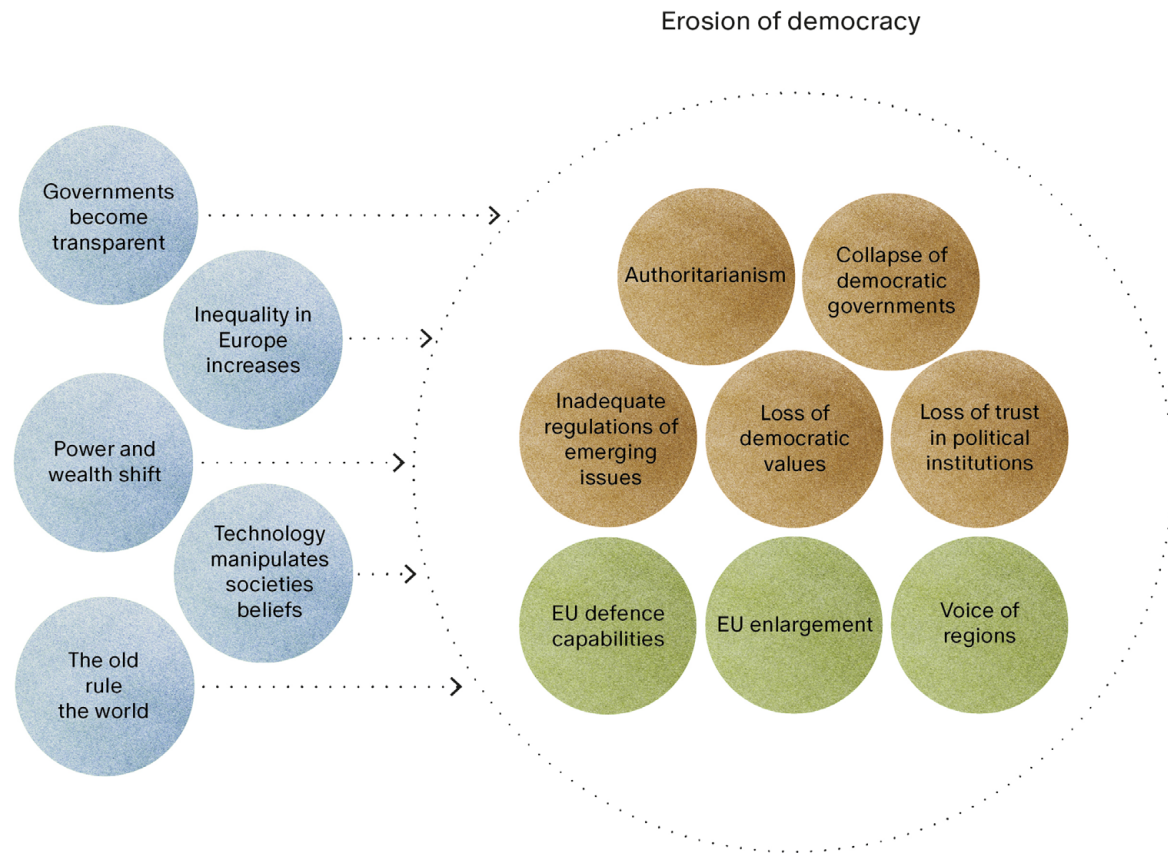 Erosion of democracy
Governments
become
transparent
Inequality in
Europe
increases
Power and
wealth shift
Technology
manipulates
societies
beliefs
The old
rule
the world
Authoritarianism
Collapse of
democratic
governments
Inadequate
regulations of
emerging
issues
Loss of
democratic
values
Loss of trust
in political
institutions
EU defence
capabilities
EU enlargement
Voice of
regions